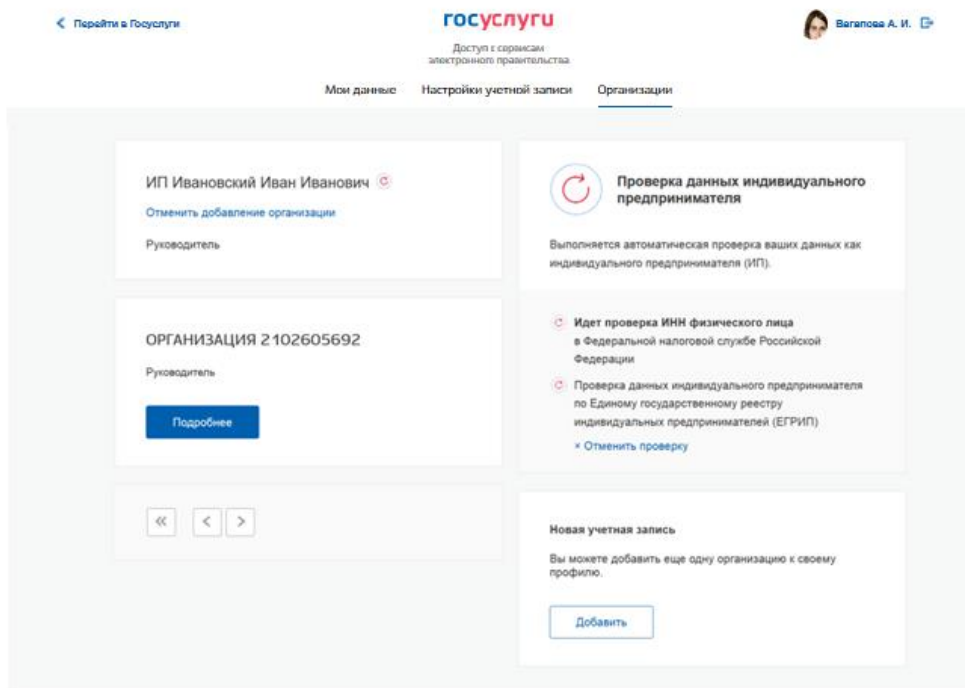 Перейти в Госуслуги
госуслуги
Вагапова А. И.
Доступ к сервисам
электронного правительства
Мои данные
Настройки учетной записи
Организации
ИП Ивановский Иван Иванович
Отменить добавление организации
Руководитель
ОРГАНИЗАЦИЯ 2102605692
Руководитель
Подробнее
Проверка данных индивидуального
предпринимателя
Выполняется автоматическая проверка ваших данных как
индивидуального предпринимателя (ИП).
Идет проверка ИНН физического лица
в Федеральной налоговой службе Российской
Федерации
Проверка данных индивидуального предпринимателя
по Единому государственному реестру
индивидуальных предпринимателей (ЕГРИП)
× Отменить проверку
Новая учетная запись
Вы можете добавить еще одну организацию к своему
профилю.
Добавить